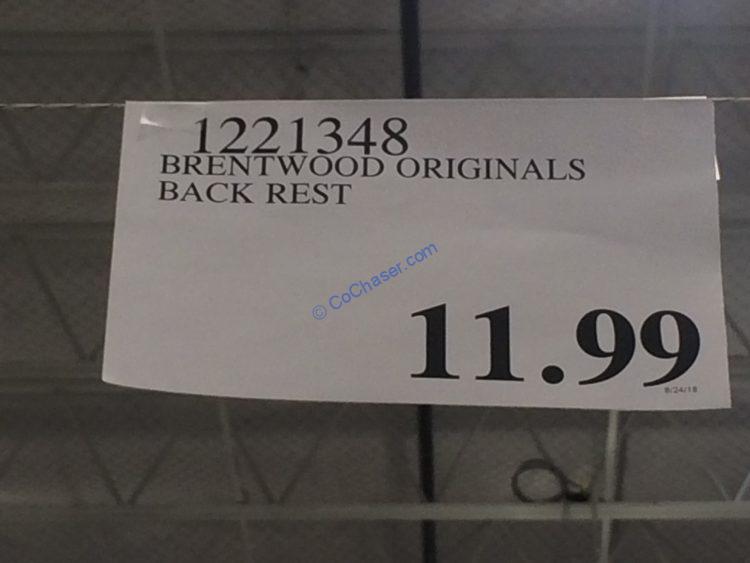 1221348
BRENTWOOD ORIGINALS
BACK REST
© CoChaser.com
11.99
8/24/18